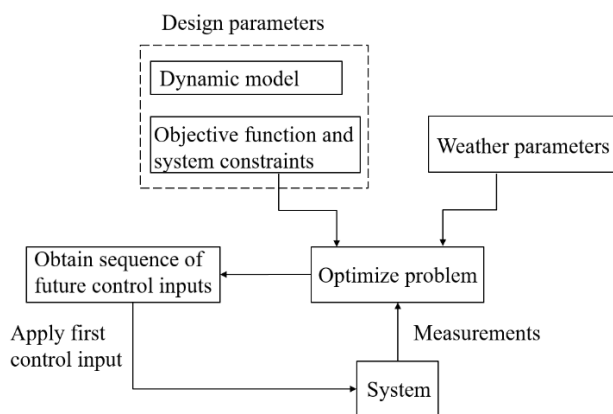 Design parameters
Dynamic model
Objective function and
system constraints
Weather parameters
Obtain sequence of
future control inputs
Optimize problem
Apply first
control input
Measurements
System